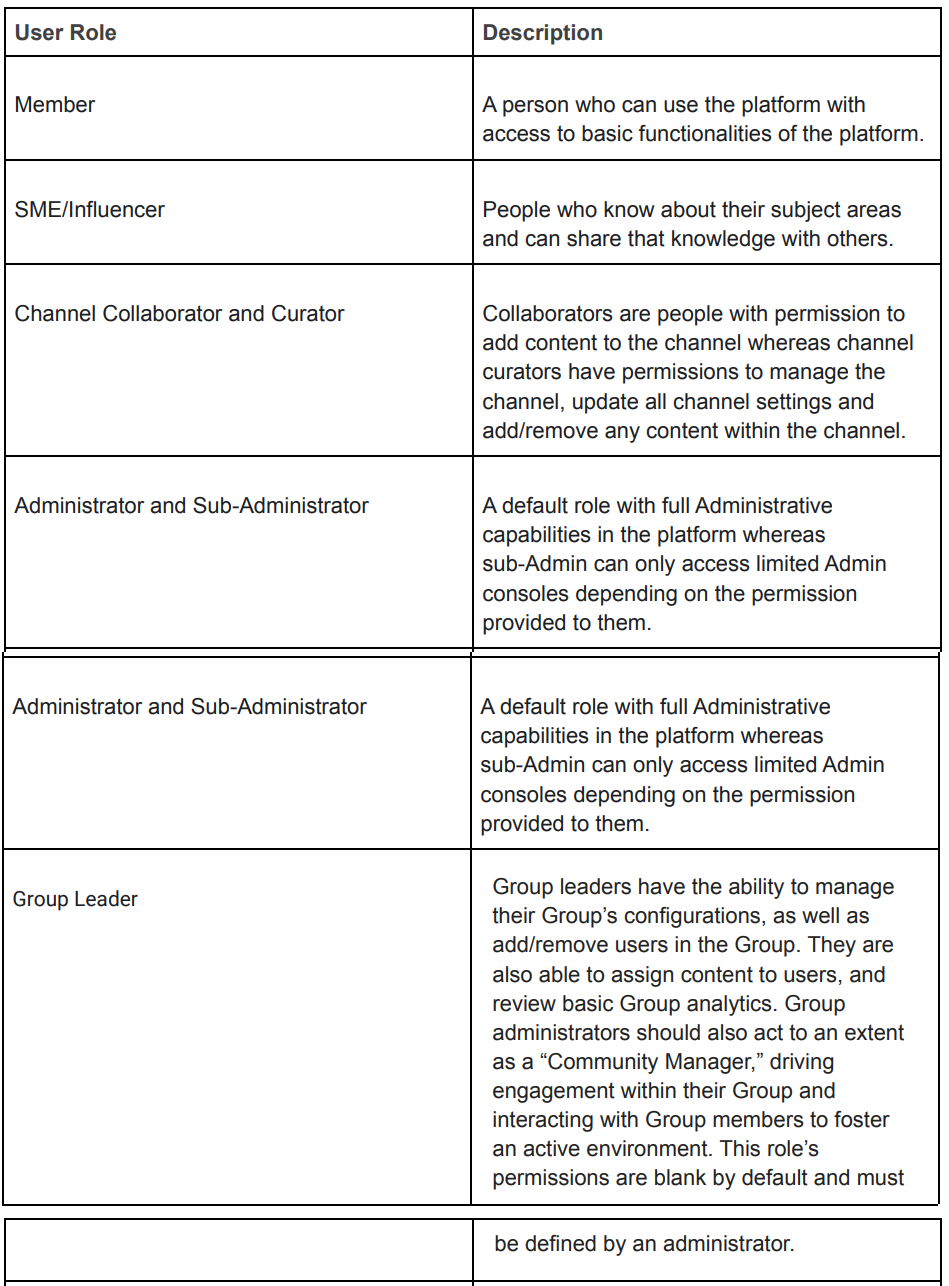 User Role
Description
Member
A person who can use the platform with
access to basic functionalities of the platform.
SME/Influencer
People who know about their subject areas
and can share that knowledge with others.
Channel Collaborator and Curator
Collaborators are people with permission to
add content to the channel whereas channel
curators have permissions to manage the
channel, update all channel settings and
add/remove any content within the channel.
Administrator and Sub-Administrator
A default role with full Administrative
capabilities in the platform whereas
sub-Admin can only access limited Admin
consoles depending on the permission
provided to them.
Administrator and Sub-Administrator
A default role with full Administrative
capabilities in the platform whereas
sub-Admin can only access limited Admin
consoles depending on the permission
provided to them.
Group Leader
Group leaders have the ability to manage
their Group’s configurations, as well as
add/remove users in the Group. They are
also able to assign content to users, and
review basic Group analytics. Group
administrators should also act to an extent
as a “Community Manager,” driving
engagement within their Group and
interacting with Group members to foster
an active environment. This role’s
permissions are blank by default and must
be defined by an administrator.